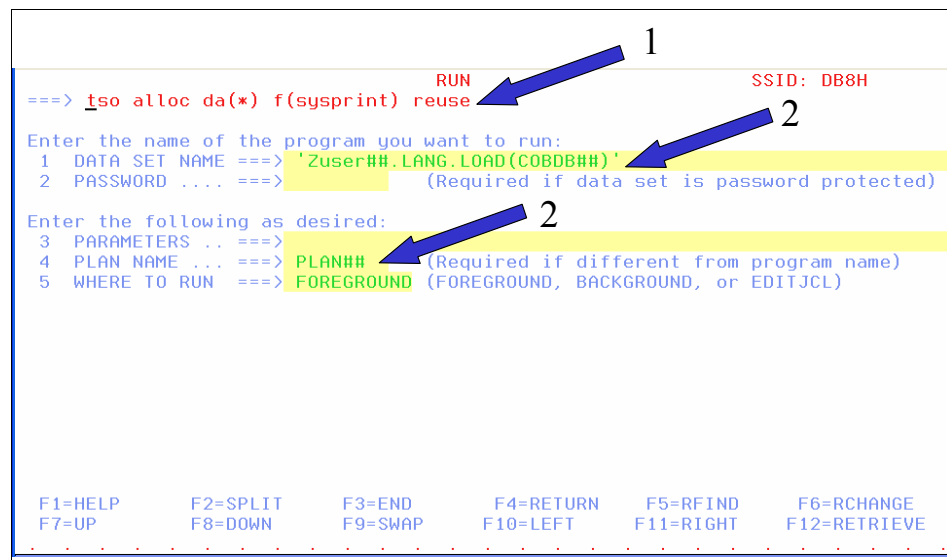 1
RUN SSID: DB8H
===> tso alloc da(*) f(sysprint) reuse
2
Enter the name of the program you want to run:
1 DATA SET NAME ===> 'Zuser##.LANG.LOAD(COBDB##)'
2 PASSWORD .... ===> (Required if data set is password protected)
Enter the following as desired:
2
3 PARAMETERS .. ===>
4 PLAN NAME ... ===> PLAN## (Required if different from program name)
5 WHERE TO RUN ===> FOREGROUND (FOREGROUND, BACKGROUND, or EDITJCL)
F1=HELP F2=SPLIT F3=END F4=RETURN F5=RFIND F6=RCHANGE
F7=UP F8=DOWN F9=SWAP F10=LEFT F11=RIGHT F12=RETRIEVE